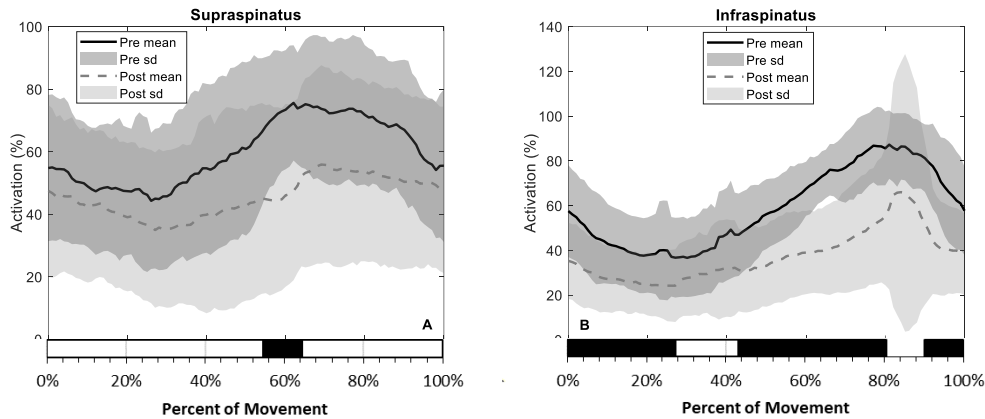 Supraspinatus
100
80
60
40
20
0
Activation (%)
Pre mean
Pre sd
Post mean
Post sd
A
0% 20% 40% 60% 80% 100%
Percent of Movement
Infraspinatus
140
120
100
80
60
40
20
0
Activation (%)
Pre mean
Pre sd
Post mean
Post sd
B
0% 20% 40% 60% 80% 100%
Percent of Movement